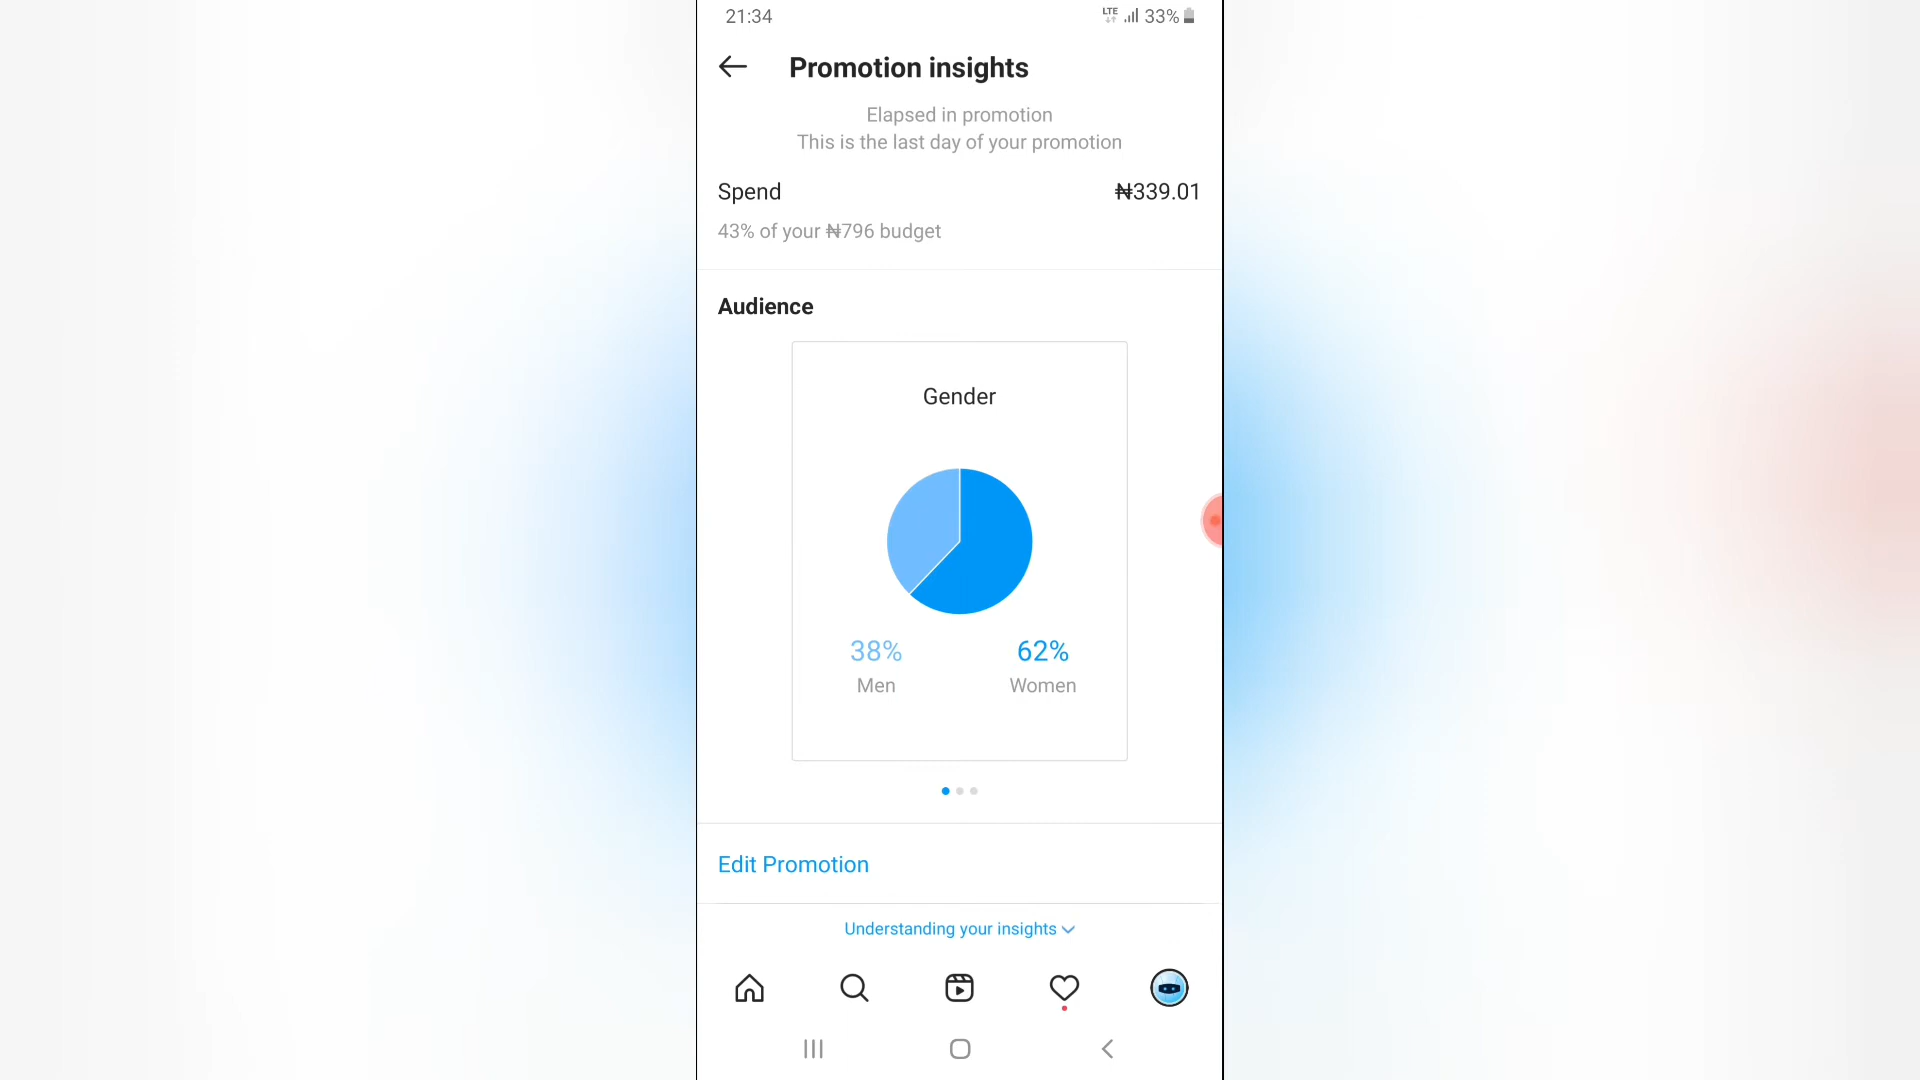 21:34 LTE 33%
Promotion insights
Elapsed in promotion
This is the last day of your promotion
Spend ₦339.01
43% of your ₦796 budget
Audience
Gender
38% 62%
Men Women
Edit Promotion
Understanding your insights